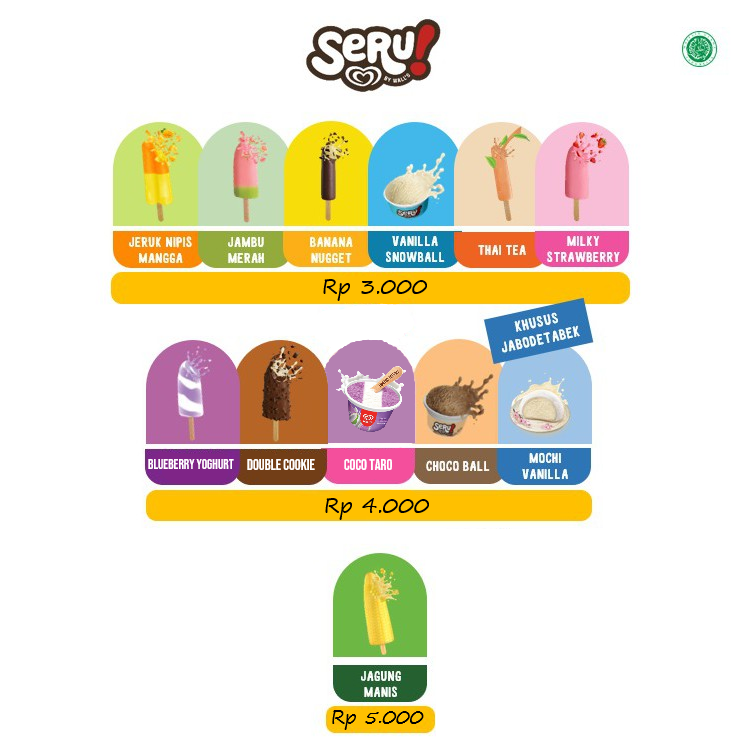 SeRU!
BY WALL'S
JERUK NIPIS
MANGGA
JAMBU
MERAH
BANANA
NUGGET
VANILLA
SNOWBALL
THAI TEA
MILKY
STRAWBERRY
Rp 3.000
KHUSUS
JABODETABEK
BLUEBERRY YOGHURT
DOUBLE COOKIE
COCO TARO
CHOCO BALL
MOCHI
VANILLA
Rp 4.000
JAGUNG
MANIS
Rp 5.000